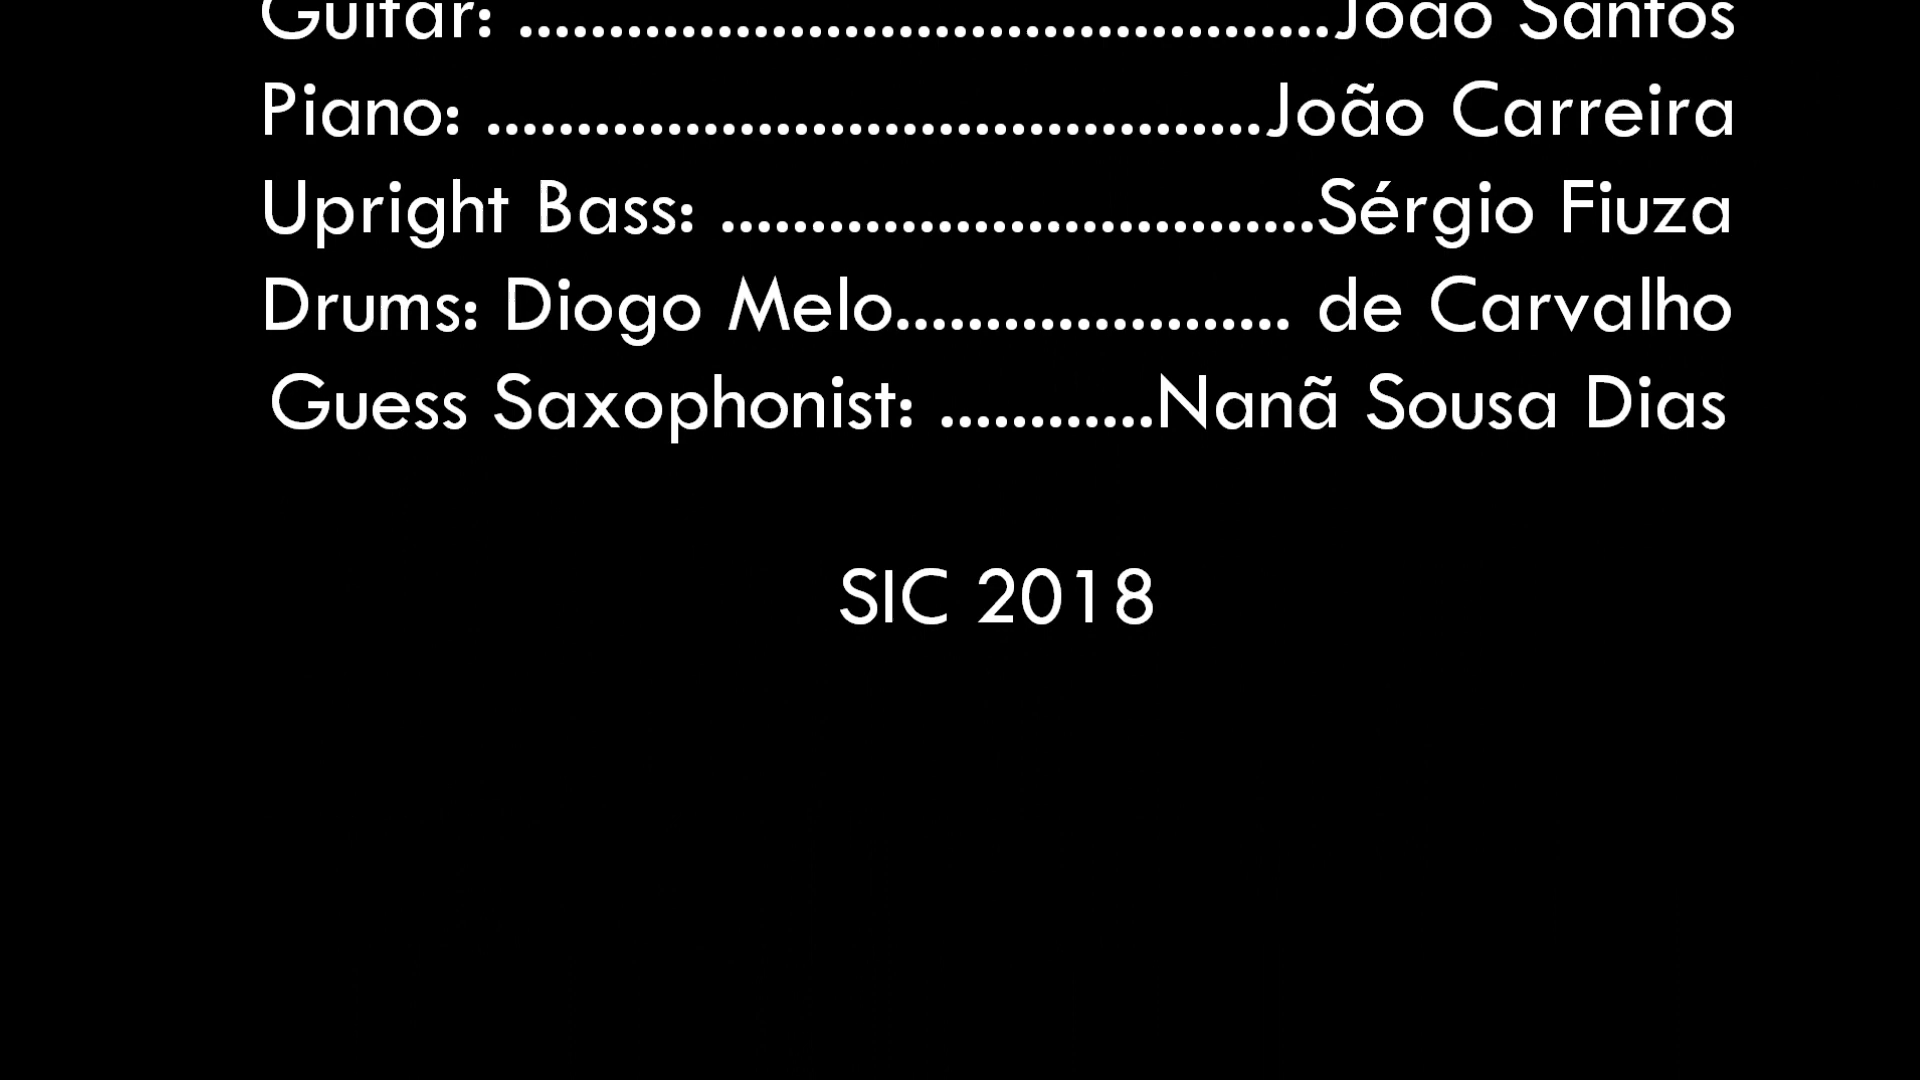 Guitar: .............................................João Santos
Piano: ...........................................João Carreira
Upright Bass: .................................Sérgio Fiuza
Drums: Diogo Melo...................... de Carvalho
Guess Saxophonist: ............Nanã Sousa Dias
SIC 2018